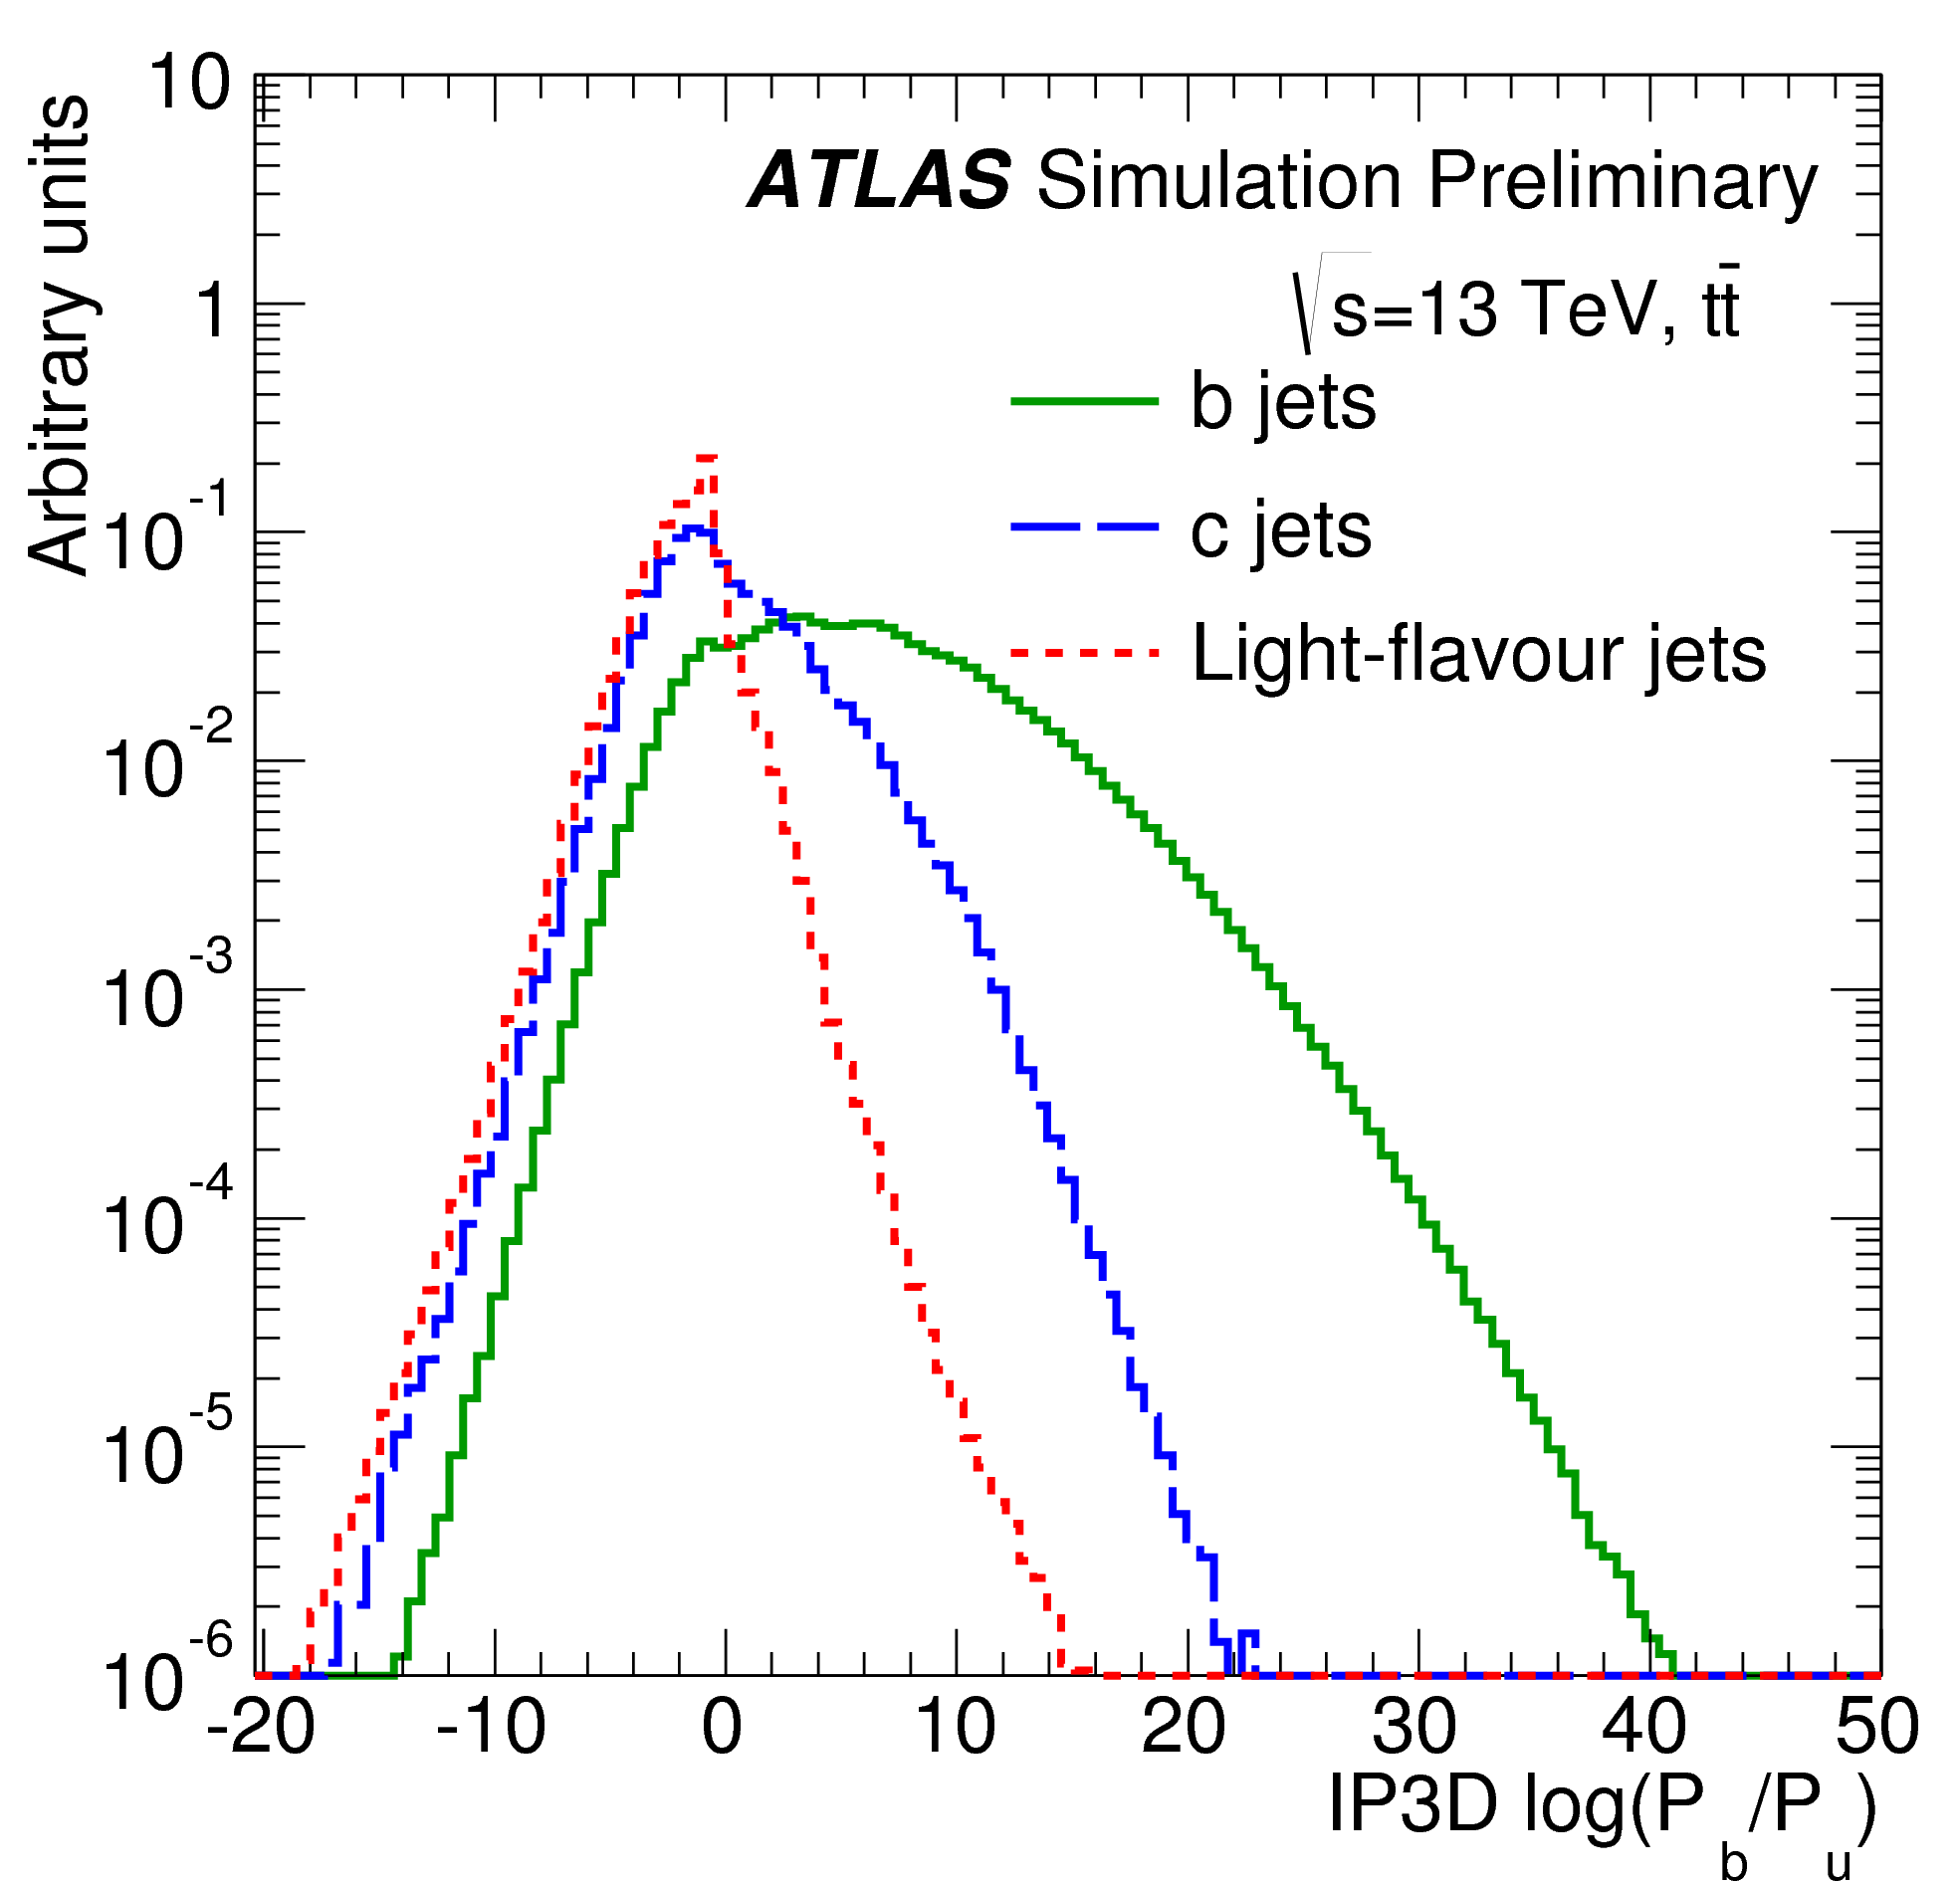 Arbitrary units
10
1
10⁻¹
10⁻²
10⁻³
10⁻⁴
10⁻⁵
10⁻⁶
ATLAS Simulation Preliminary
√s=13 TeV, tt̄
b jets
c jets
Light-flavour jets
-20 -10 0 10 20 30 40 50
IP3D log(P_b/P_u)